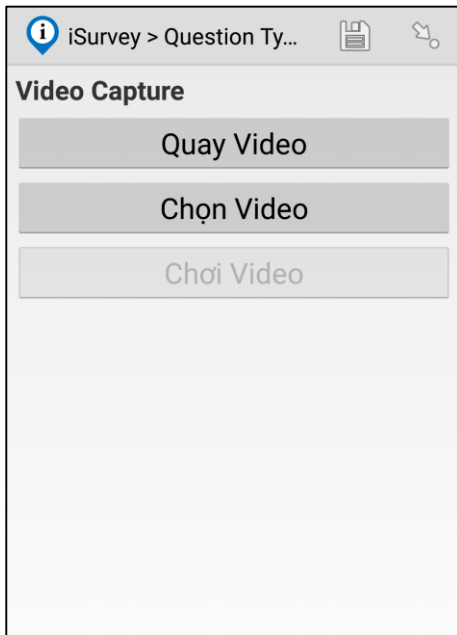 iSurvey > Question Ty...
Video Capture
Quay Video
Chọn Video
Chơi Video